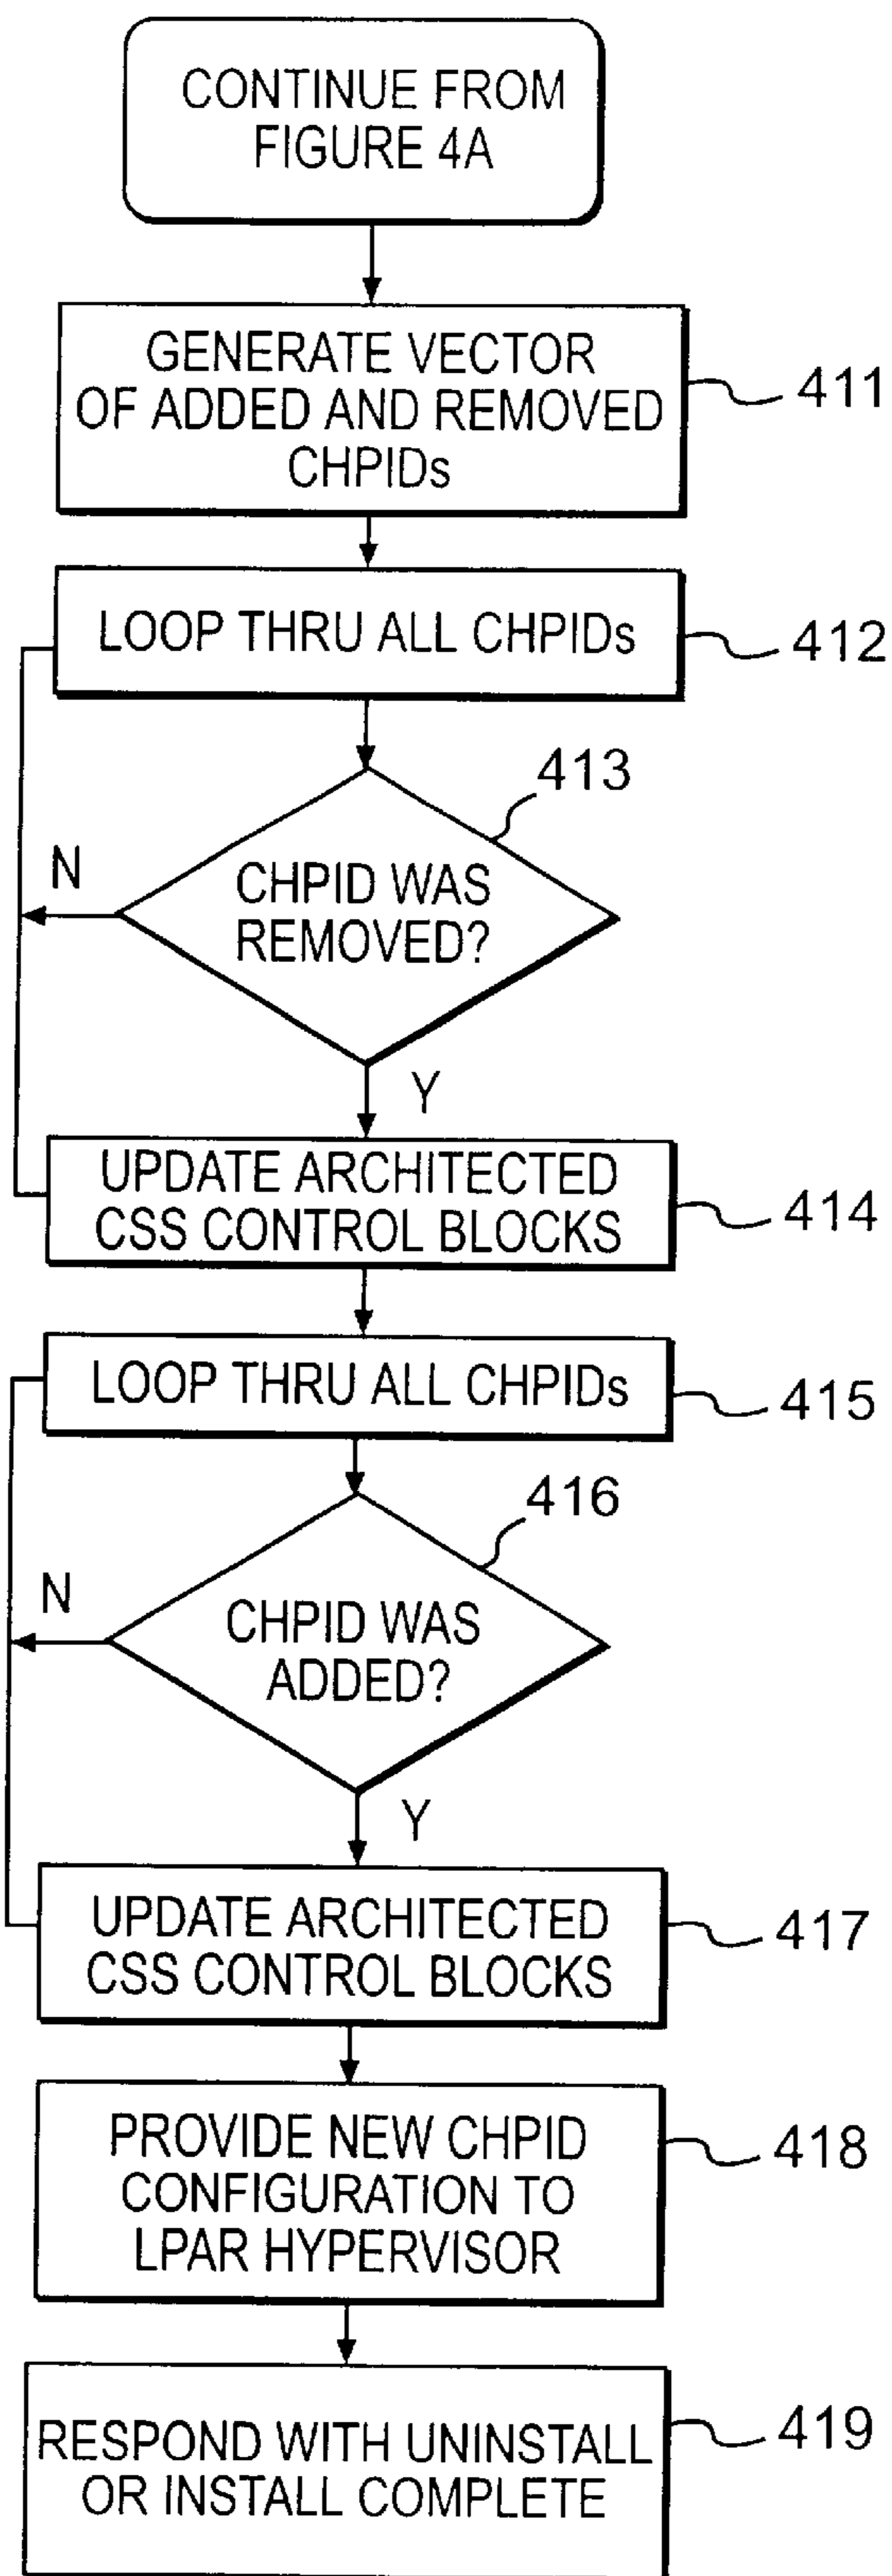 CONTINUE FROM
FIGURE 4A
GENERATE VECTOR
OF ADDED AND REMOVED
CHPIDs
411
LOOP THRU ALL CHPIDs
412
413
CHPID WAS
REMOVED?
N
Y
UPDATE ARCHITECTED
CSS CONTROL BLOCKS
414
LOOP THRU ALL CHPIDs
415
416
CHPID WAS
ADDED?
N
Y
UPDATE ARCHITECTED
CSS CONTROL BLOCKS
417
PROVIDE NEW CHPID
CONFIGURATION TO
LPAR HYPERVISOR
418
RESPOND WITH UNINSTALL
OR INSTALL COMPLETE
419